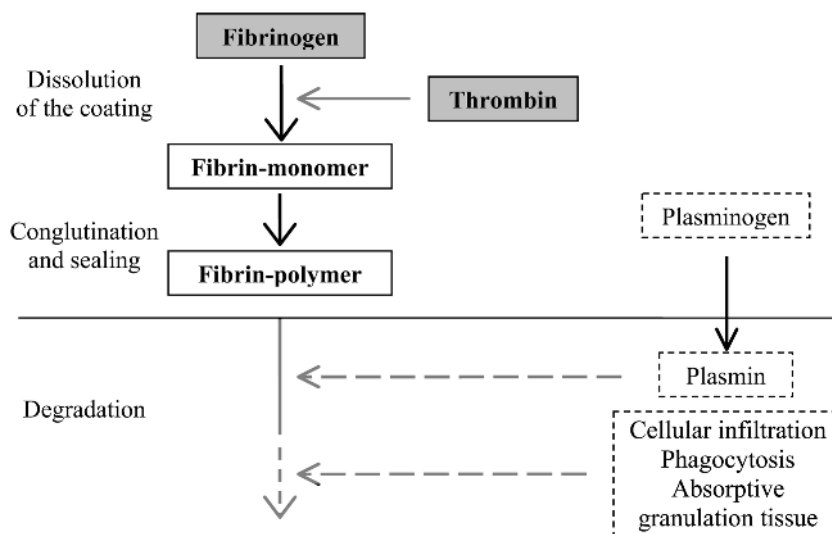 Fibrinogen
Dissolution
of the coating
Thrombin
Fibrin-monomer
Plasminogen
Conglutination
and sealing
Fibrin-polymer
Plasmin
Degradation
Cellular infiltration
Phagocytosis
Absorptive
granulation tissue